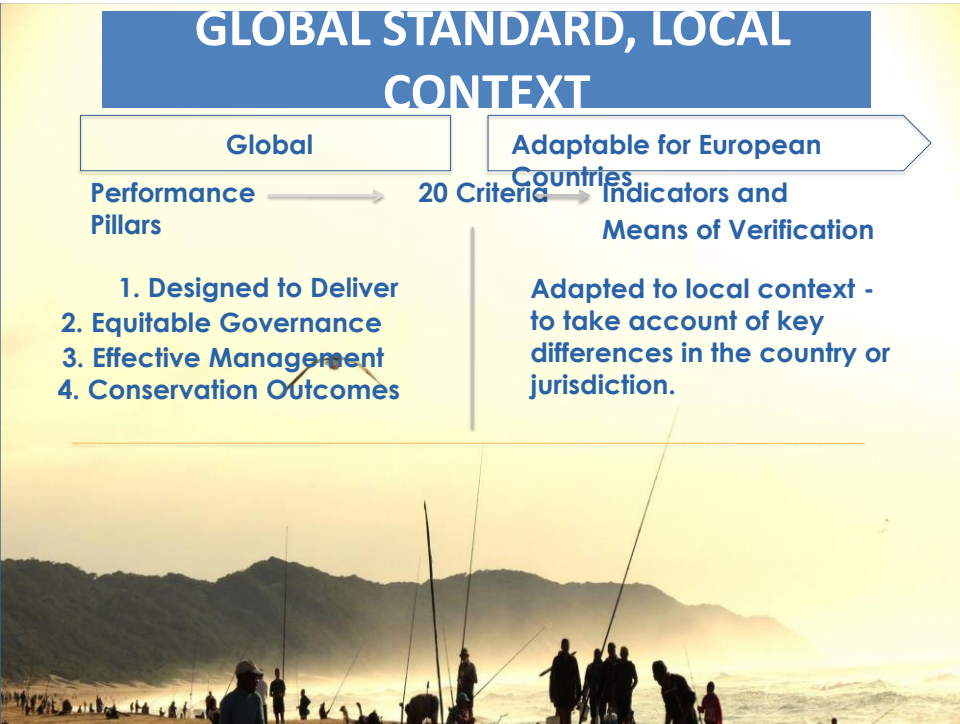 GLOBAL STANDARD, LOCAL
CONTEXT
Global
Adaptable for European
Countries
Performance
Pillars
20 Criteria
Indicators and
Means of Verification
1. Designed to Deliver
2. Equitable Governance
3. Effective Management
4. Conservation Outcomes
Adapted to local context -
to take account of key
differences in the country or
jurisdiction.